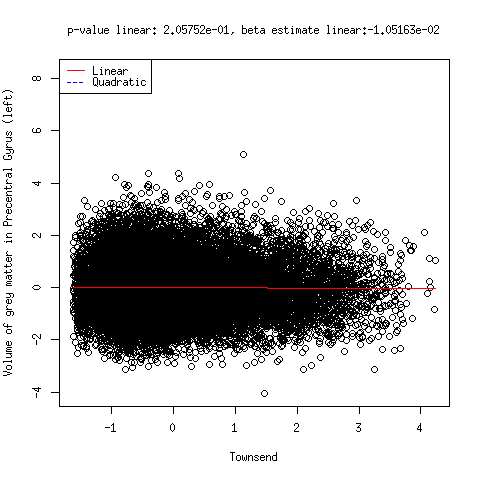 p-value linear: 2.05752e-01, beta estimate linear:-1.05163e-02
Linear
Quadratic
Volume of grey matter in Precentral Gyrus (left)
8
6
4
2
0
-2
-4
-1 0 1 2 3 4
Townsend